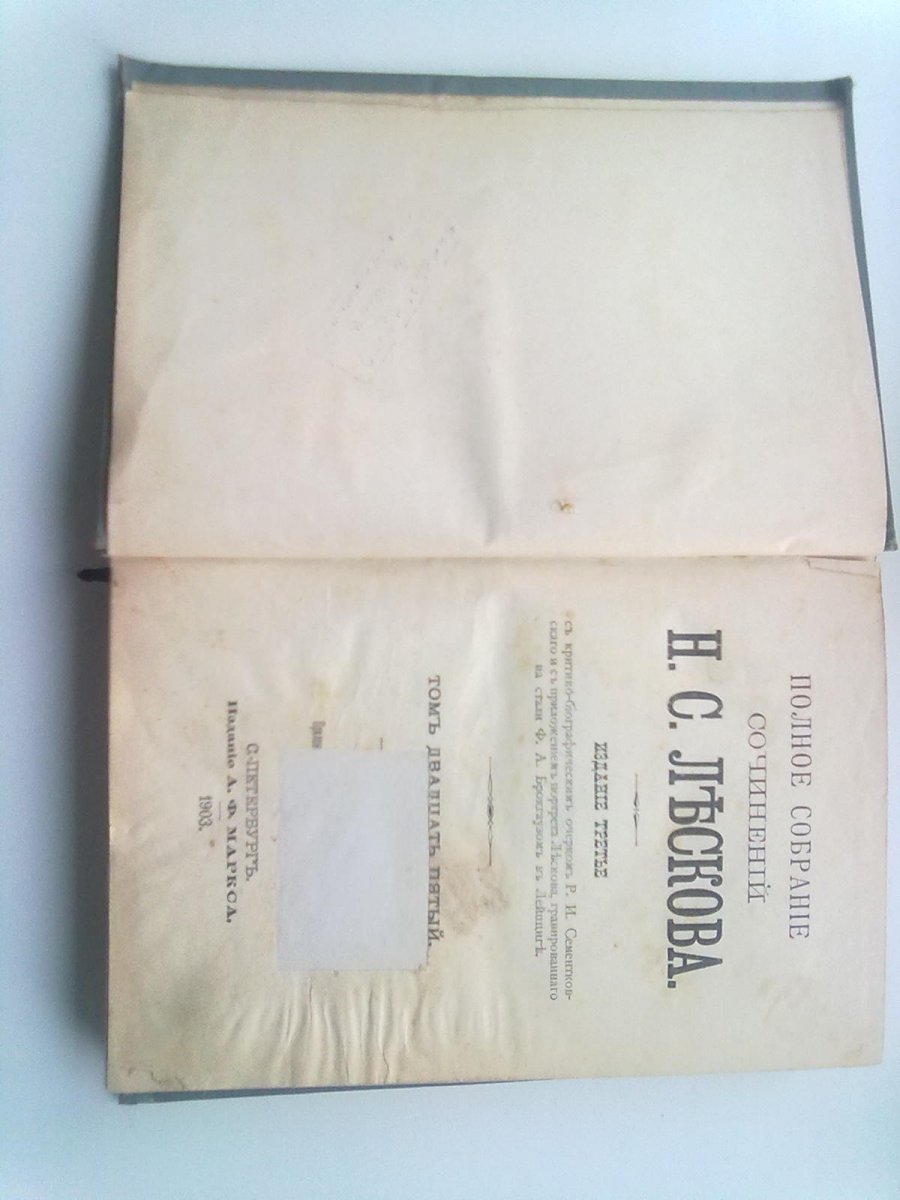 ПОЛНОЕ СОБРАНІЕ
СОЧИНЕНІЙ
Н. С. ЛѢСКОВА.
ИЗДАНІЕ ТРЕТЬЕ
съ критико-біографическимъ очеркомъ Р. И. Сементков-
скаго и съ приложеніемъ портрета Лѣскова, гравированнаго
на стали Ф. А. Брокгаузомъ въ Лейпцигѣ.
ТОМЪ ДВАДЦАТЬ ПЯТЫЙ.
С.-ПЕТЕРБУРГЪ.
Изданіе А. Ф. МАРКСА.
1903.